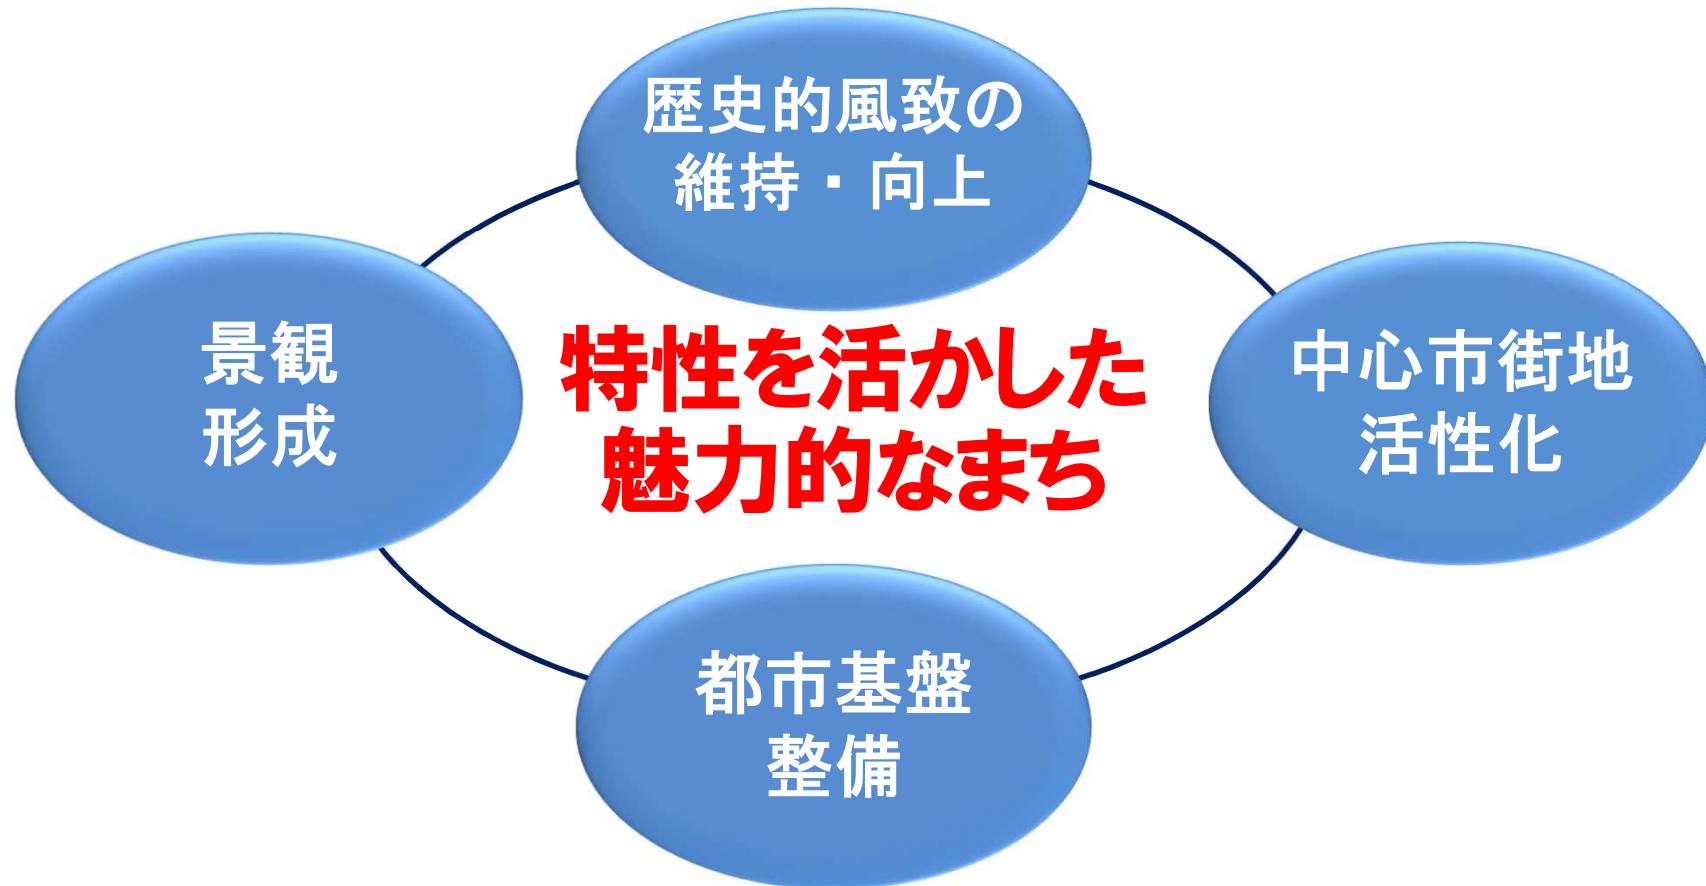 歴史的風致の
維持・向上
景観
形成
特性を活かした
魅力的なまち
中心市街地
活性化
都市基盤
整備